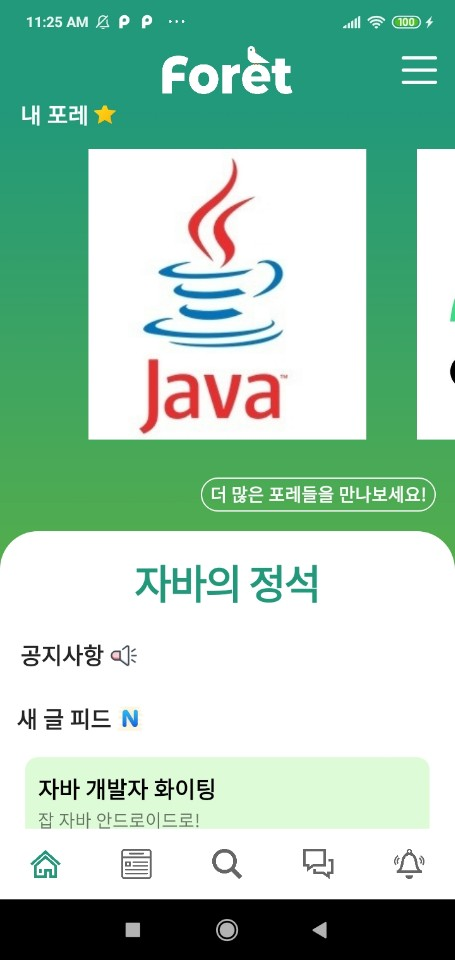 11:25 AM
100
Forêt
내 포레
Java™
더 많은 포레들을 만나보세요!
자바의 정석
공지사항
새 글 피드 N
자바 개발자 화이팅
잡 자바 안드로이드로!